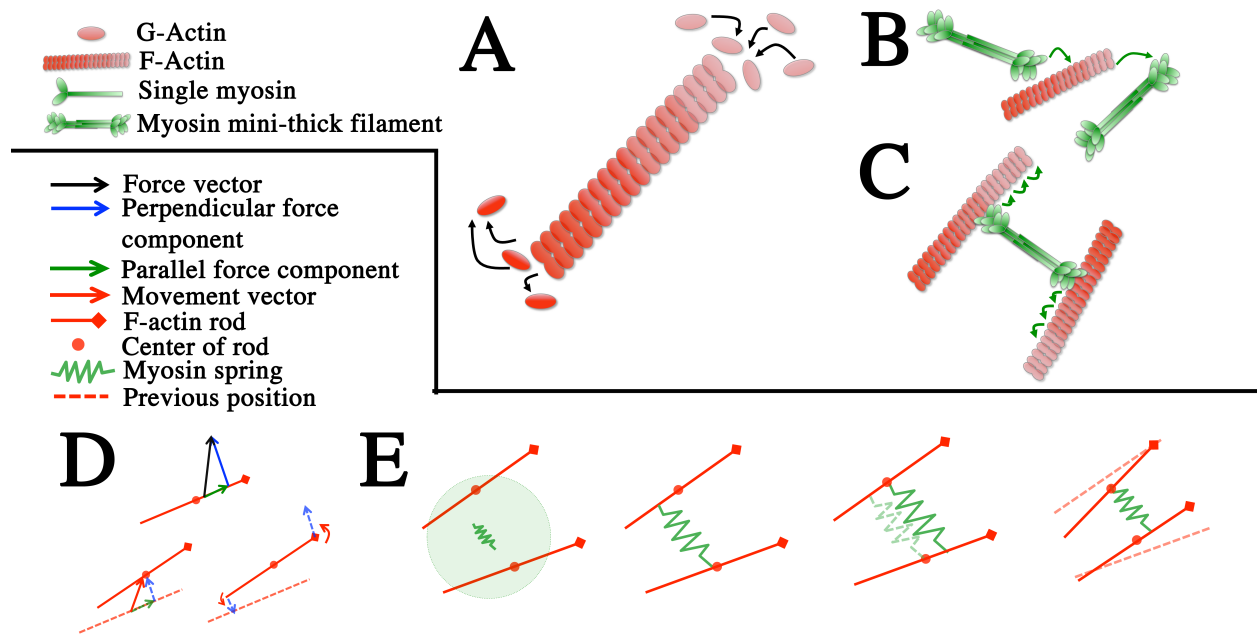 G-Actin
F-Actin
Single myosin
Myosin mini-thick filament
Force vector
Perpendicular force
component
Parallel force component
Movement vector
F-actin rod
Center of rod
Myosin spring
Previous position
A
B
C
D
E